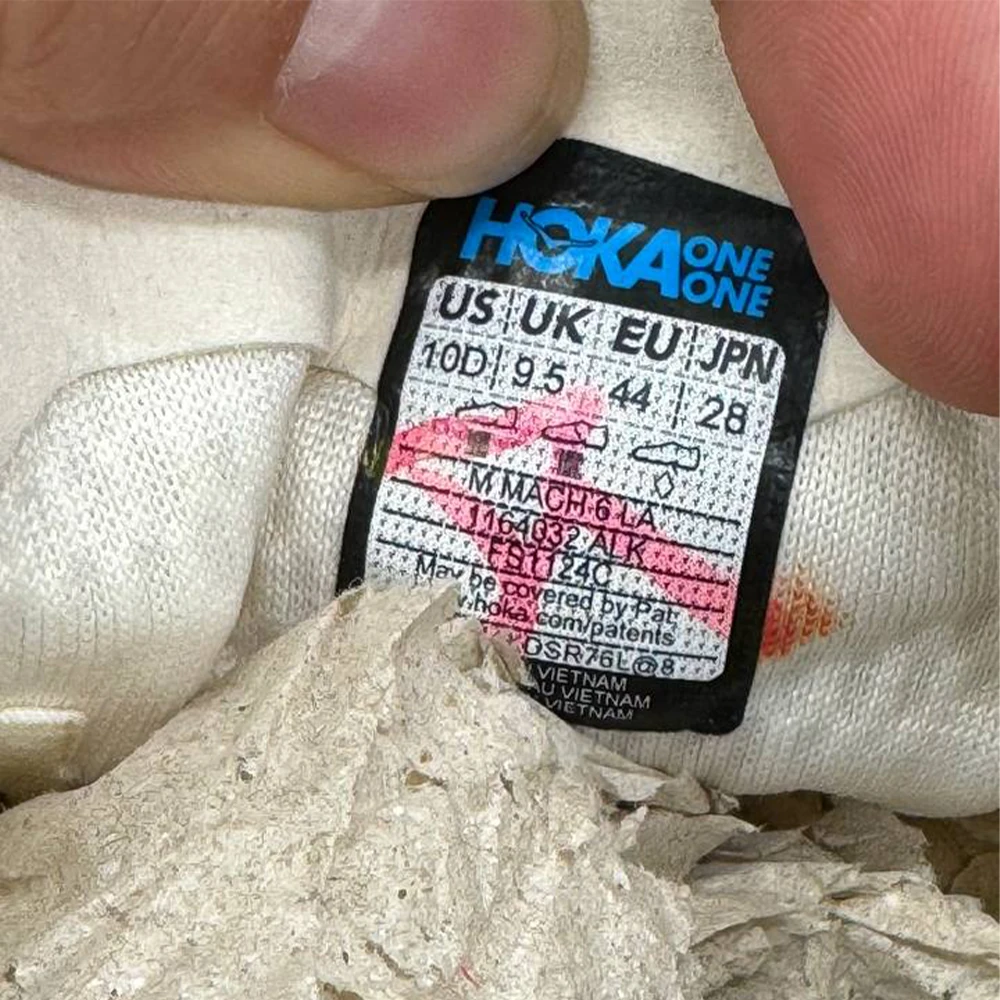 HOKA ONE ONE
US UK EU JPN
10D 9.5 44 28
M MACH 6 LA
1164032 ALK
FS1124C
May be covered by Pat.
.hoka.com/patents
DSR76L@8
VIETNAM
AU VIETNAM
VIETNAM